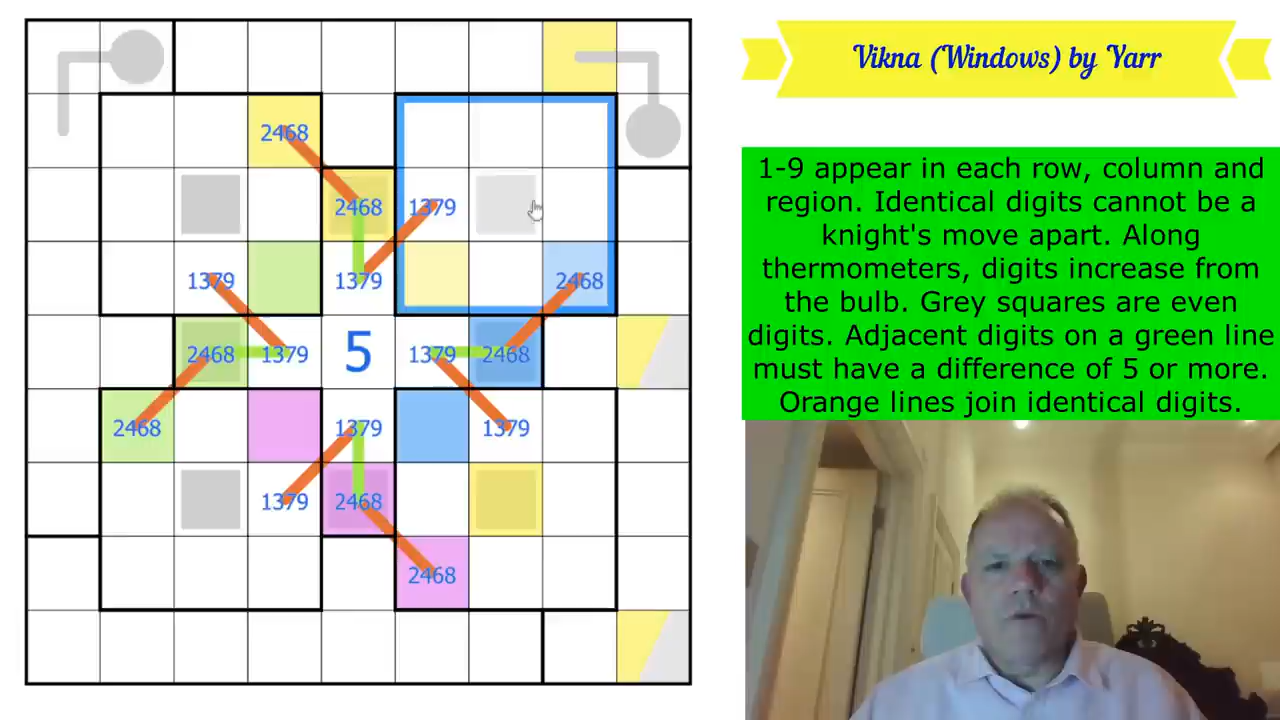 Vikna (Windows) by Yarr
1-9 appear in each row, column and
region. Identical digits cannot be a
knight's move apart. Along
thermometers, digits increase from
the bulb. Grey squares are even
digits. Adjacent digits on a green line
must have a difference of 5 or more.
Orange lines join identical digits.
2468
2468 1379
1379 1379 2468
2468 1379 5 1379 2468
2468 1379 1379
1379 2468
2468